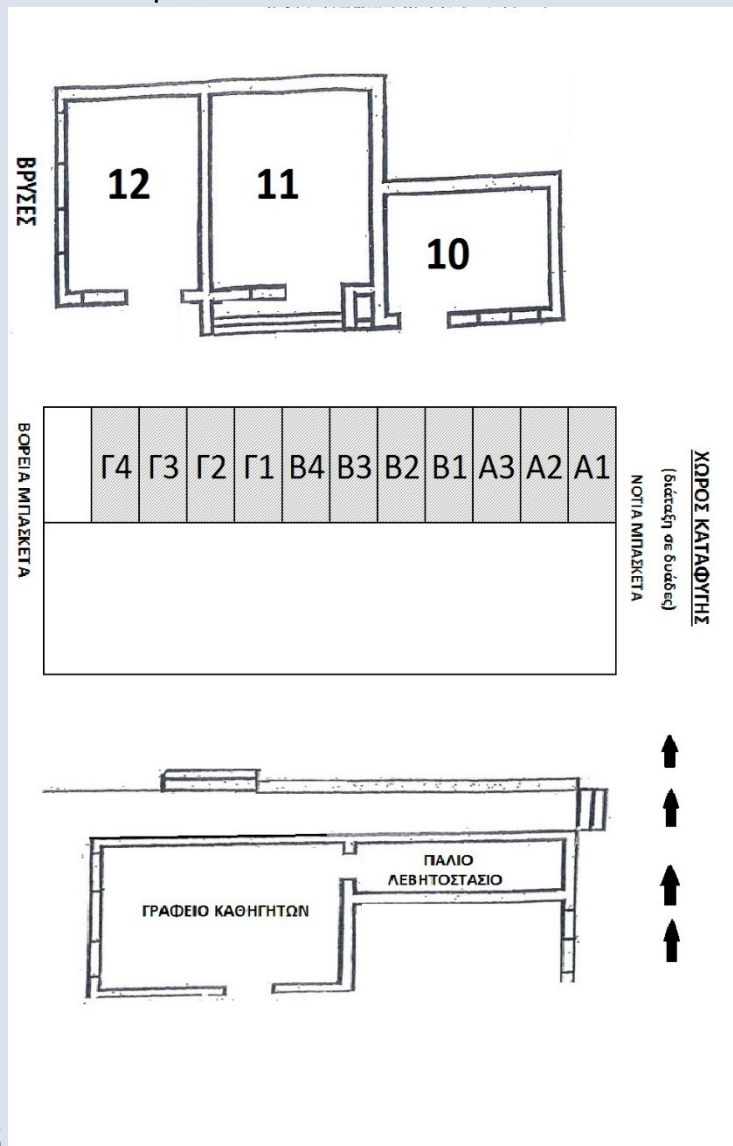 12
11
10
ΒΡΥΣΕΣ
ΒΟΡΕΙΑ ΜΠΑΣΚΕΤΑ
Γ4 Γ3 Γ2 Γ1 Β4 Β3 Β2 Β1 Α3 Α2 Α1
ΝΟΤΙΑ ΜΠΑΣΚΕΤΑ
ΧΩΡΟΣ ΚΑΤΑΦΥΓΗΣ
(διάταξη σε δυάδες)
ΠΑΛΙΟ
ΛΕΒΗΤΟΣΤΑΣΙΟ
ΓΡΑΦΕΙΟ ΚΑΘΗΓΗΤΩΝ